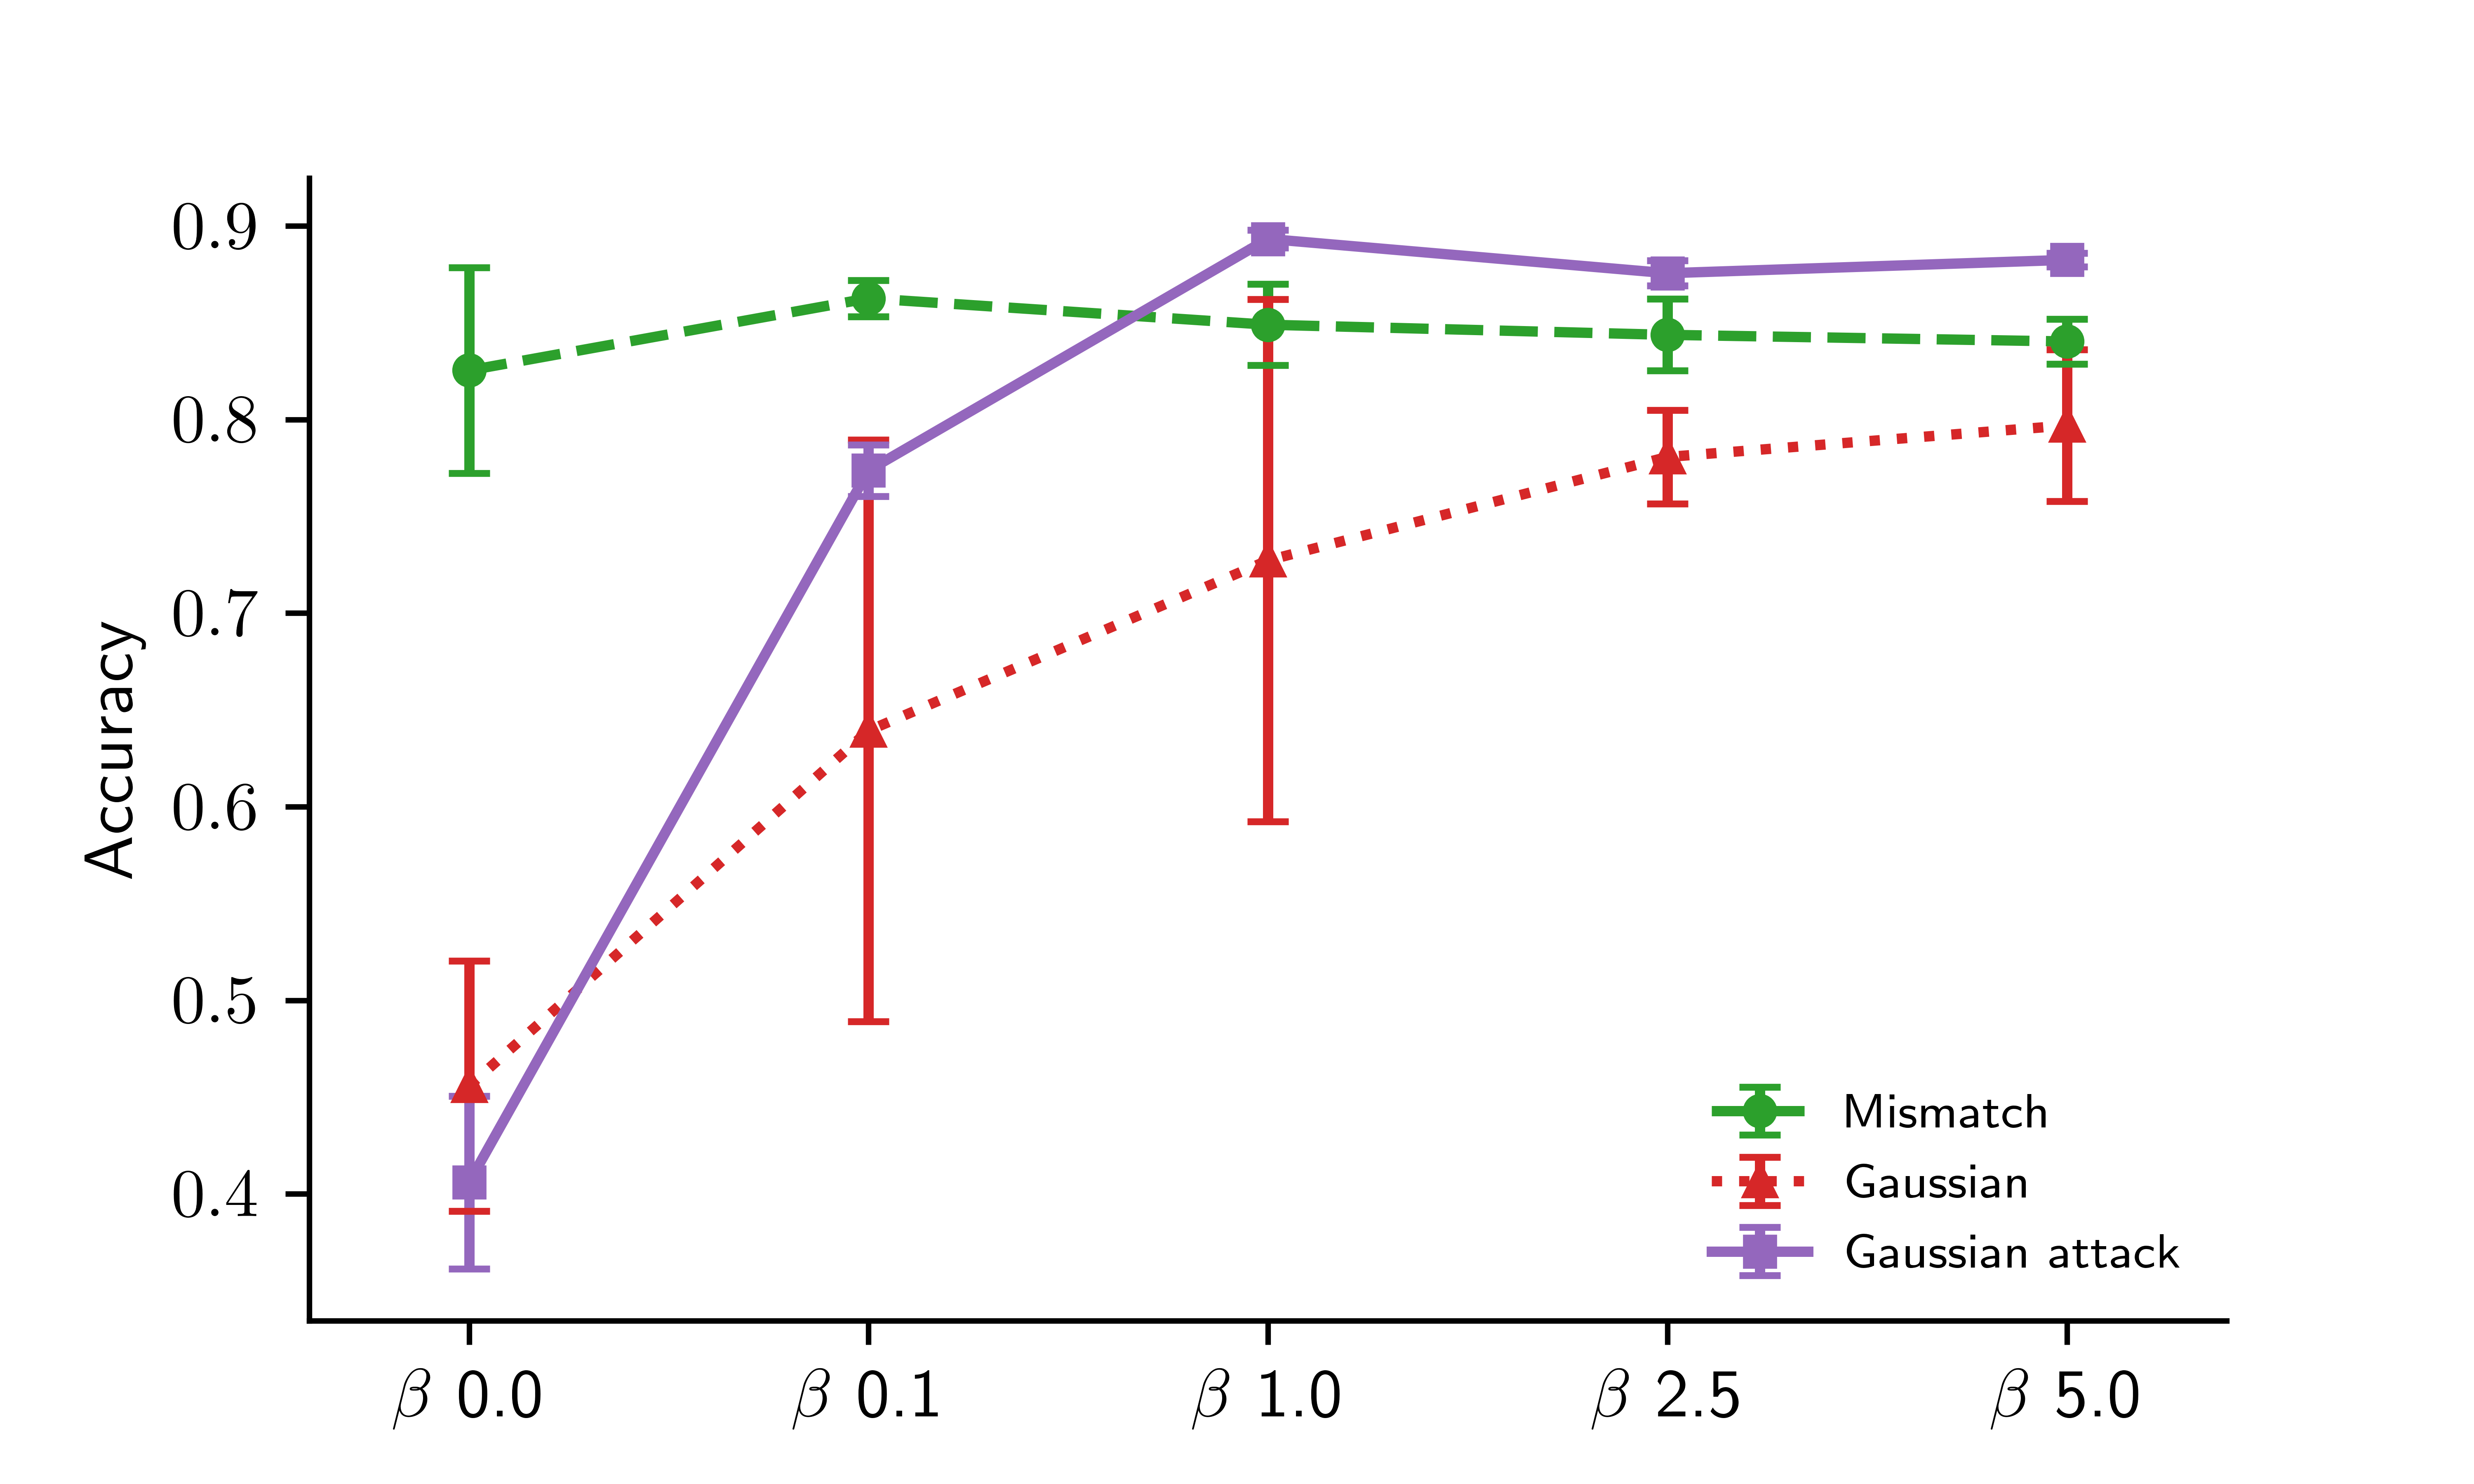 0.9
0.8
0.7
0.6
0.5
0.4
Accuracy
β 0.0
β 0.1
β 1.0
β 2.5
β 5.0
Mismatch
Gaussian
Gaussian attack